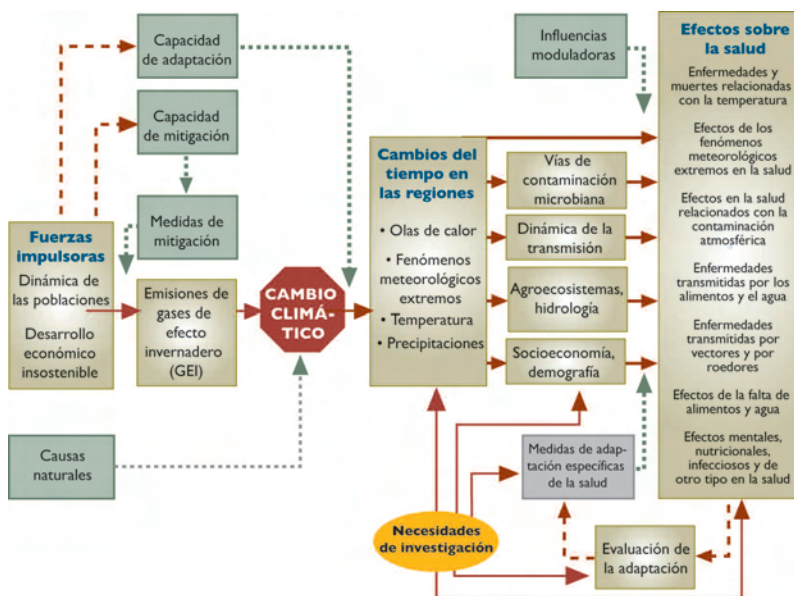 Capacidad
de adaptación
Capacidad
de mitigación
Medidas de
mitigación
Fuerzas
impulsoras
Dinámica de
las poblaciones
Desarrollo
económico
insostenible
Emisiones de
gases de
efecto
invernadero
(GEI)
CAMBIO
CLIMÁ-
TICO
Causas
naturales
Cambios del
tiempo en
las regiones
• Olas de calor
• Fenómenos
meteorológicos
extremos
• Temperatura
• Precipitaciones
Influencias
moduladoras
Vías de
contaminación
microbiana
Dinámica de la
transmisión
Agroecosistemas,
hidrología
Socioeconomía,
demografía
Medidas de adap-
tación específicas
de la salud
Necesidades
de investigación
Evaluación de
la adaptación
Efectos sobre
la salud
Enfermedades y
muertes relacionadas
con la temperatura
Efectos de los
fenómenos
meteorológicos
extremos en la salud
Efectos en la salud
relacionados con la
contaminación
atmosférica
Enfermedades
transmitidas por los
alimentos y el agua
Enfermedades
transmitidas por
vectores y por
roedores
Efectos de la falta de
alimentos y agua
Efectos mentales,
nutricionales,
infecciosos y de
otro tipo en la salud